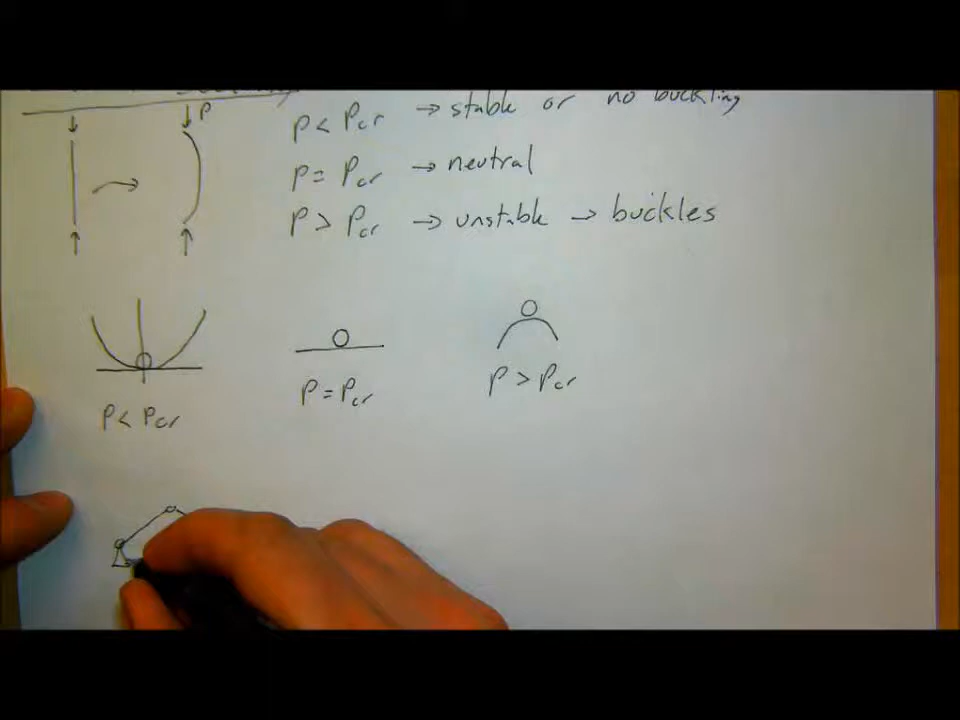 P
P < Pcr → stable or no buckling
P = Pcr → neutral
P > Pcr → unstable → buckles
P < Pcr
P = Pcr
P > Pcr